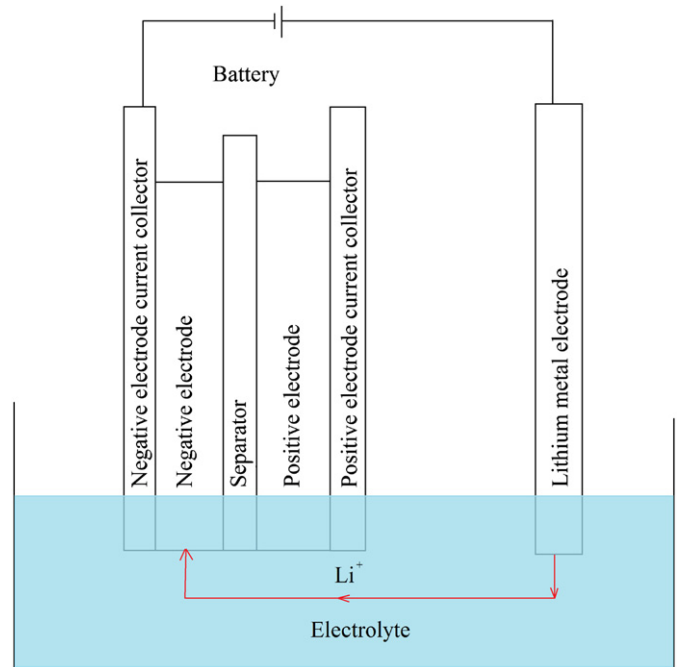 Battery
Negative electrode current collector
Negative electrode
Separator
Positive electrode
Positive electrode current collector
Lithium metal electrode
Li⁺
Electrolyte